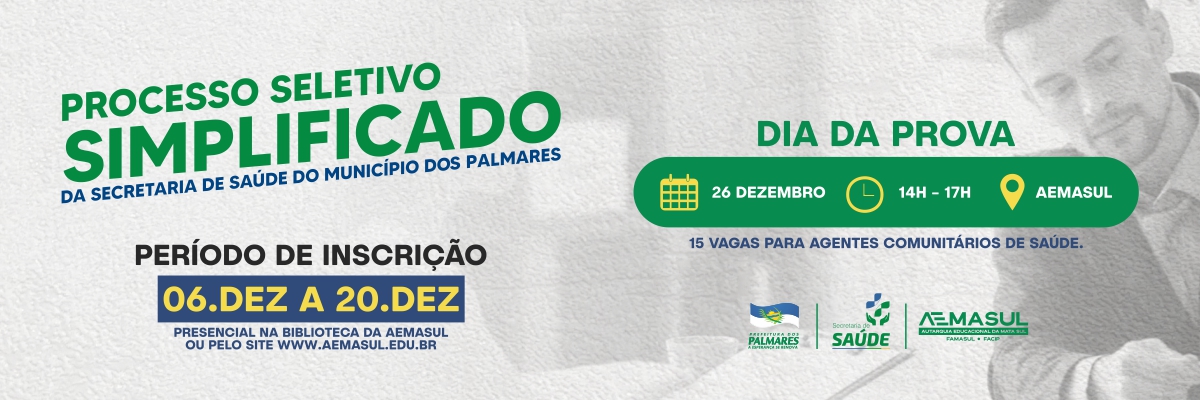 PROCESSO SELETIVO
SIMPLIFICADO
DA SECRETARIA DE SAÚDE DO MUNICÍPIO DOS PALMARES
PERÍODO DE INSCRIÇÃO
06.DEZ A 20.DEZ
PRESENCIAL NA BIBLIOTECA DA AEMASUL
OU PELO SITE WWW.AEMASUL.EDU.BR
DIA DA PROVA
26 DEZEMBRO
14H - 17H
AEMASUL
15 VAGAS PARA AGENTES COMUNITÁRIOS DE SAÚDE.
PREFEITURA DOS
PALMARES
A ESPERANÇA SE RENOVA
Secretaria de
SAÚDE
AEMASUL
AUTARQUIA EDUCACIONAL DA MATA SUL
FAMASUL • FACIP